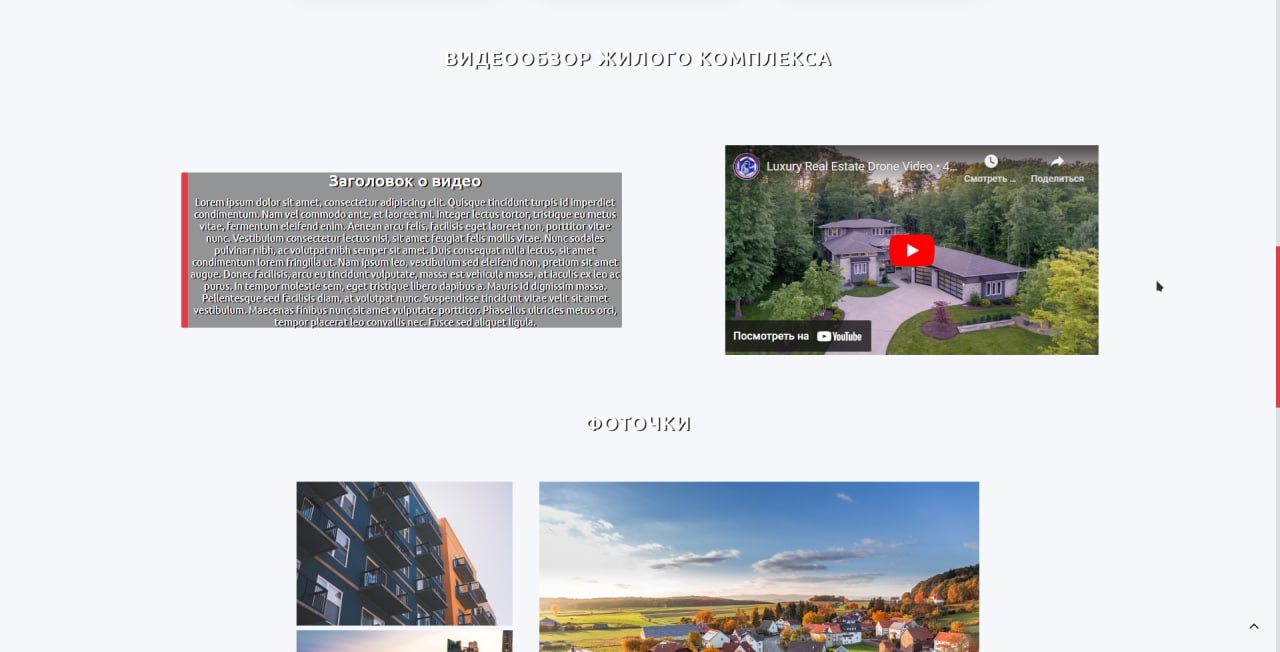 ВИДЕООБЗОР ЖИЛОГО КОМПЛЕКСА
Заголовок о видео
Lorem ipsum dolor sit amet, consectetur adipiscing elit. Quisque tincidunt turpis id imperdiet
condimentum. Nam vel commodo ante, et laoreet mi. Integer lectus tortor, tristique eu metus
vitae, fermentum eleifend enim. Aenean arcu felis, facilisis eget laoreet non, porttitor vitae
nunc. Vestibulum consectetur lectus nisi, sit amet feugiat felis mollis vitae. Nunc sodales
pulvinar nibh, ac volutpat nibh semper sit amet. Duis consequat nulla lectus, sit amet
condimentum lorem fringilla ut. Nam ipsum leo, vestibulum sed eleifend non, pretium sit amet
augue. Donec facilisis, arcu eu tincidunt vulputate, massa est vehicula massa, at iaculis ex leo ac
purus. In tempor molestie sem, eget tristique libero dapibus a. Mauris id dignissim massa.
Pellentesque sed facilisis diam, at volutpat nunc. Suspendisse tincidunt vitae velit sit amet
vestibulum. Maecenas finibus nunc sit amet vulputate porttitor. Phasellus ultricies metus orci,
tempor placerat leo convallis nec. Fusce sed aliquet ligula.
Luxury Real Estate Drone Video • 4...
Смотреть ...
Поделиться
Посмотреть на YouTube
ФОТОЧКИ